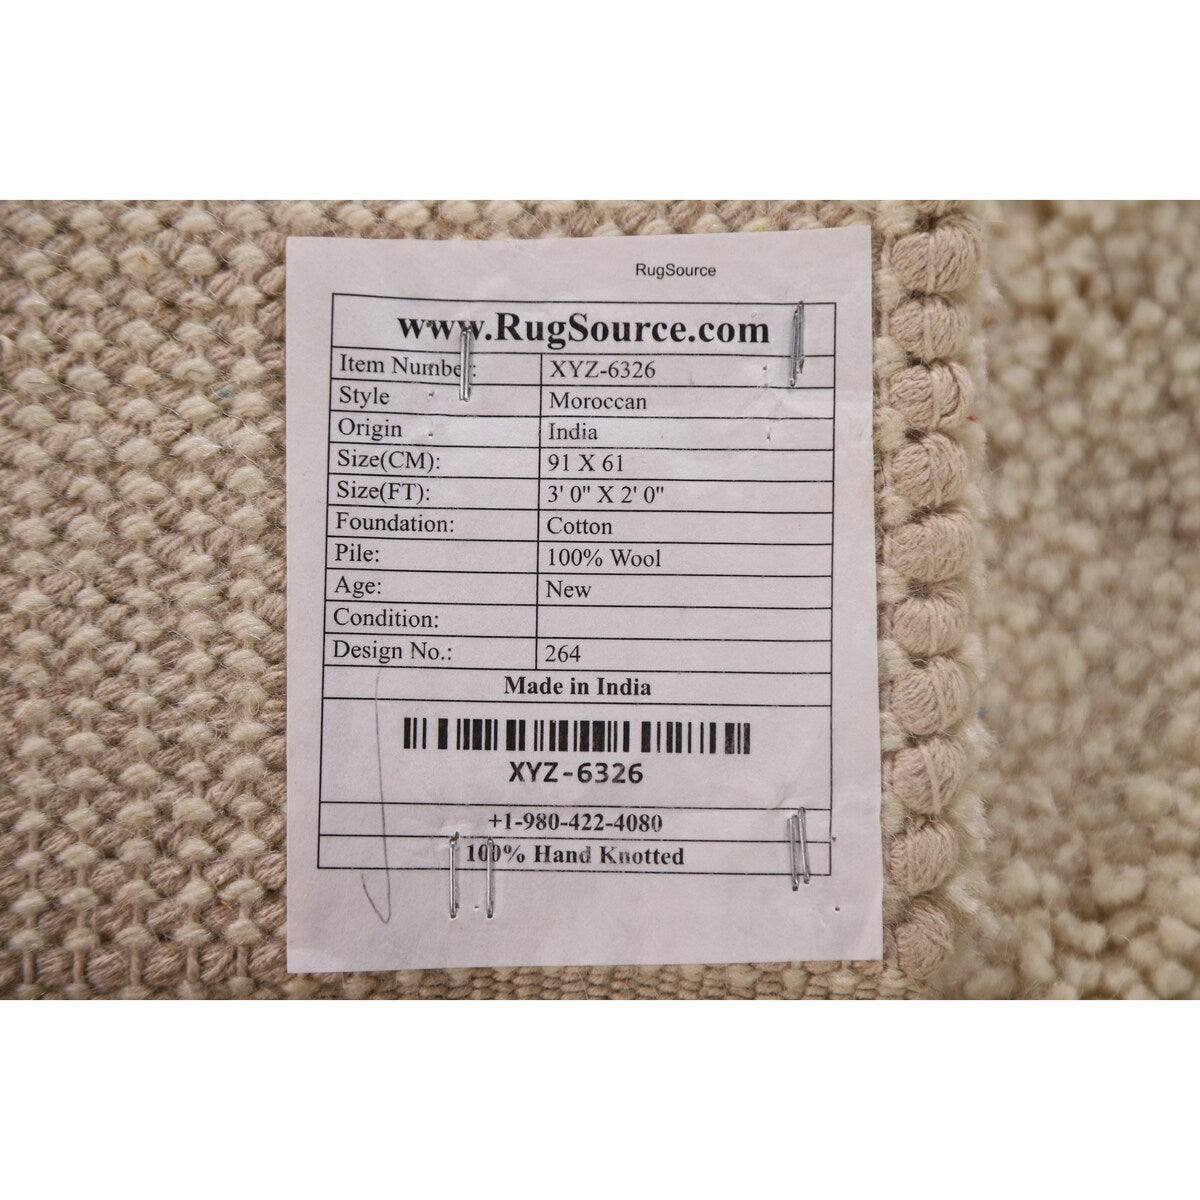 RugSource
www.RugSource.com
Item Number: XYZ-6326
Style Moroccan
Origin India
Size(CM): 91 X 61
Size(FT): 3' 0" X 2' 0"
Foundation: Cotton
Pile: 100% Wool
Age: New
Condition:
Design No.: 264
Made in India
XYZ-6326
+1-980-422-4080
100% Hand Knotted